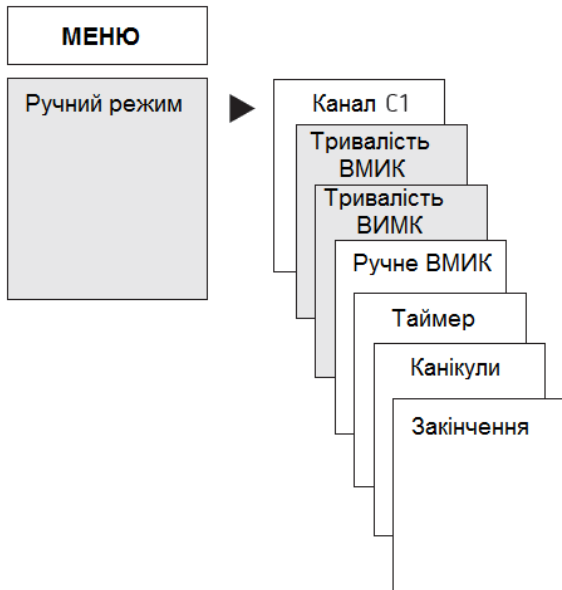 МЕНЮ
Ручний режим
Канал C1
Тривалість
ВМИК
Тривалість
ВИМК
Ручне ВМИК
Таймер
Канікули
Закінчення